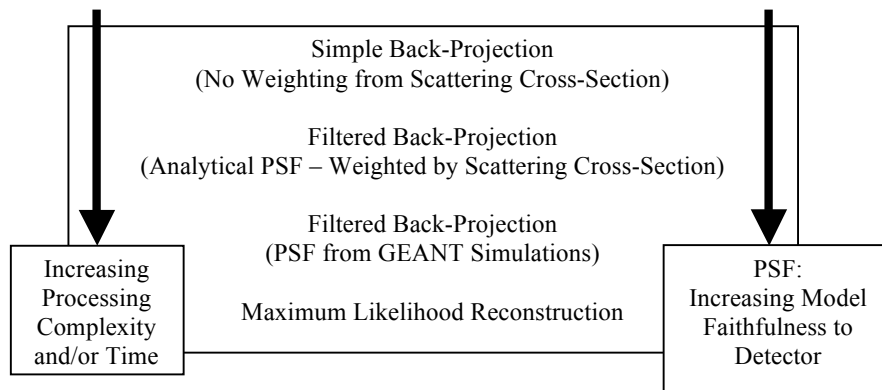 Simple Back-Projection
(No Weighting from Scattering Cross-Section)
Filtered Back-Projection
(Analytical PSF – Weighted by Scattering Cross-Section)
Filtered Back-Projection
(PSF from GEANT Simulations)
Maximum Likelihood Reconstruction
Increasing
Processing
Complexity
and/or Time
PSF:
Increasing Model
Faithfulness to
Detector